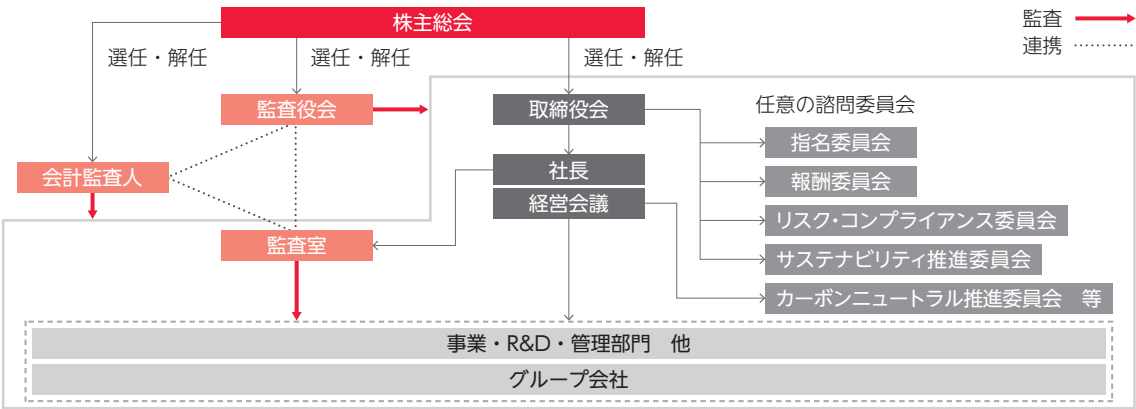 株主総会
監査
連携
選任・解任
選任・解任
選任・解任
監査役会
取締役会
任意の諮問委員会
指名委員会
会計監査人
社長
報酬委員会
経営会議
リスク・コンプライアンス委員会
監査室
サステナビリティ推進委員会
カーボンニュートラル推進委員会　等
事業・R&D・管理部門　他
グループ会社